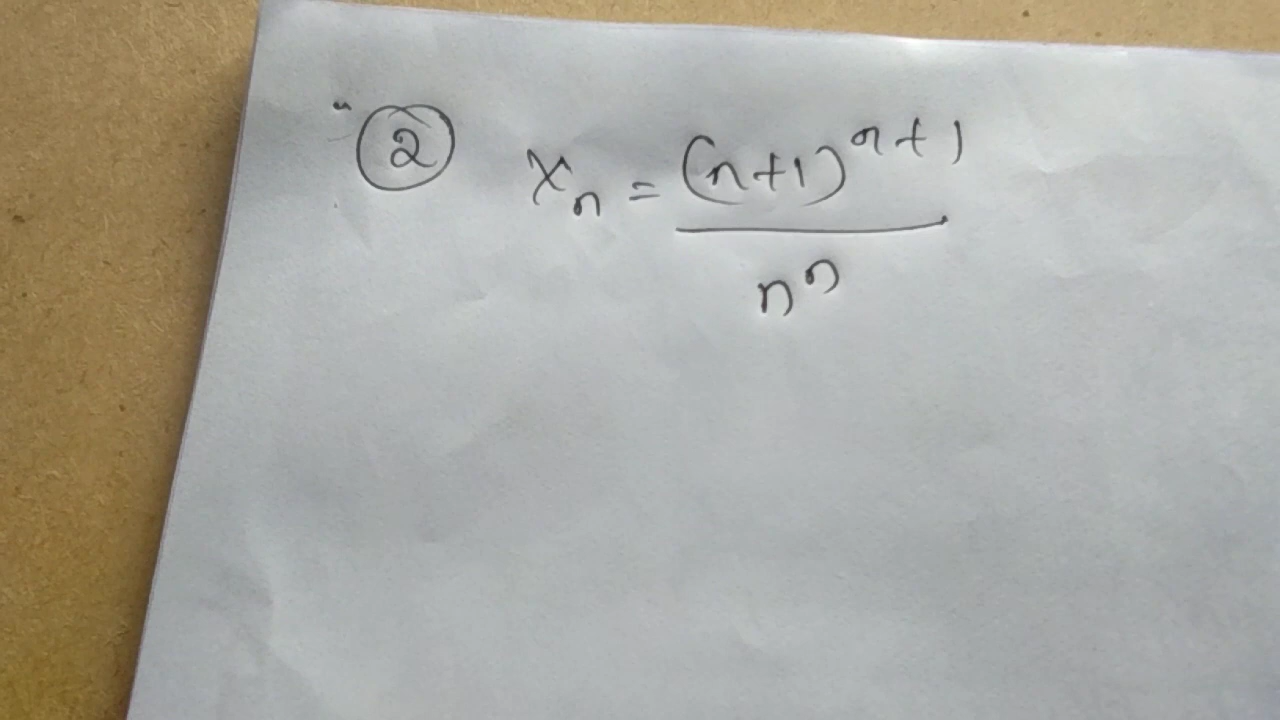 ② xₙ = (n+1)ⁿ⁺¹
nⁿ